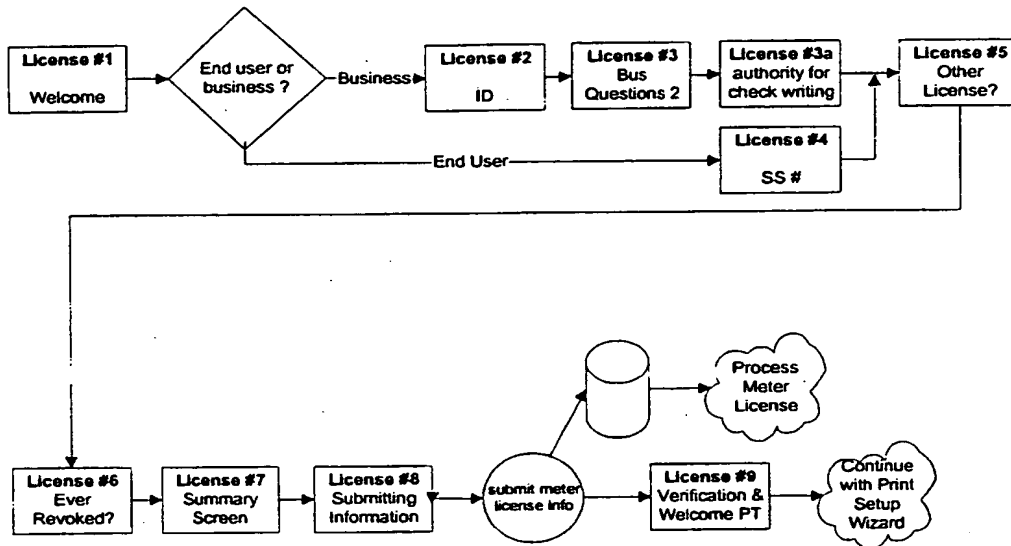 License #1
Welcome
End user or
business ?
Business
License #2
ID
License #3
Bus
Questions 2
License #3a
authority for
check writing
License #5
Other
License?
End User
License #4
SS #
Process
Meter
License
License #6
Ever
Revoked?
License #7
Summary
Screen
License #8
Submitting
Information
submit meter
license info
License #9
Verification &
Welcome PT
Continue
with Print
Setup
Wizard